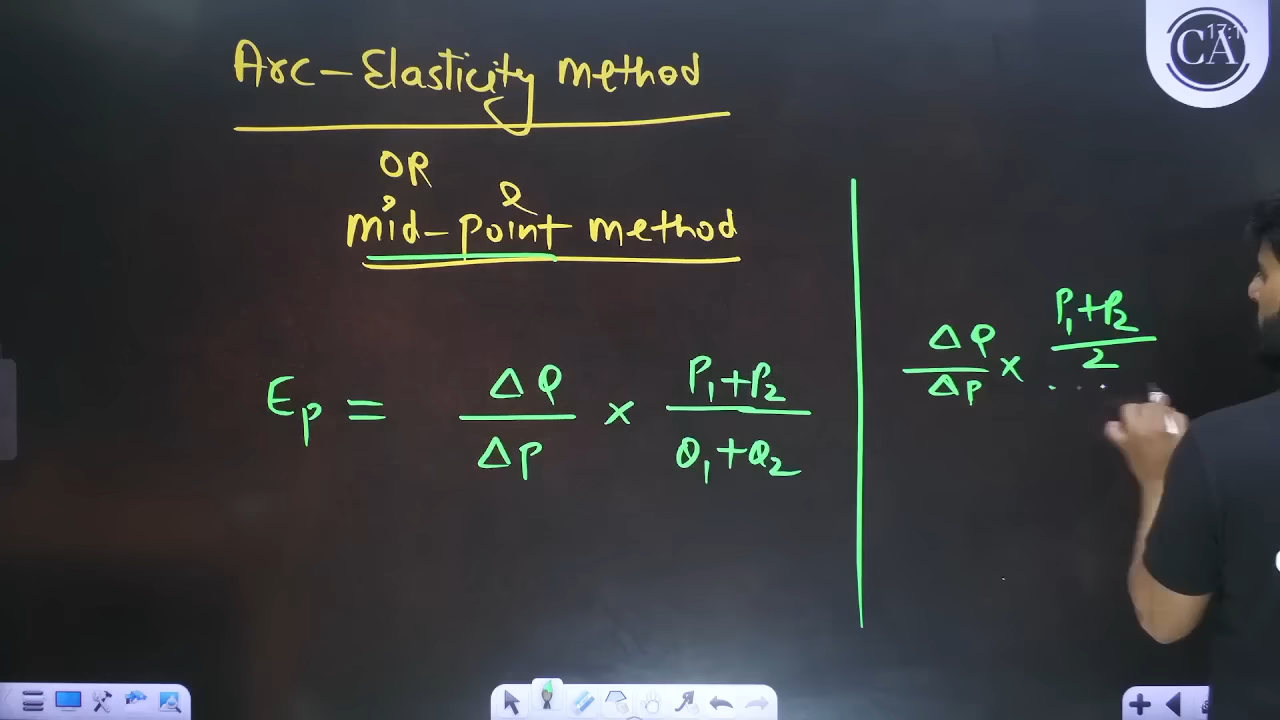 Arc-Elasticity method
OR
mid-point method
Ep = ΔQ / ΔP × P1+P2 / Q1+Q2
ΔQ / ΔP × P1+P2 / 2
CA